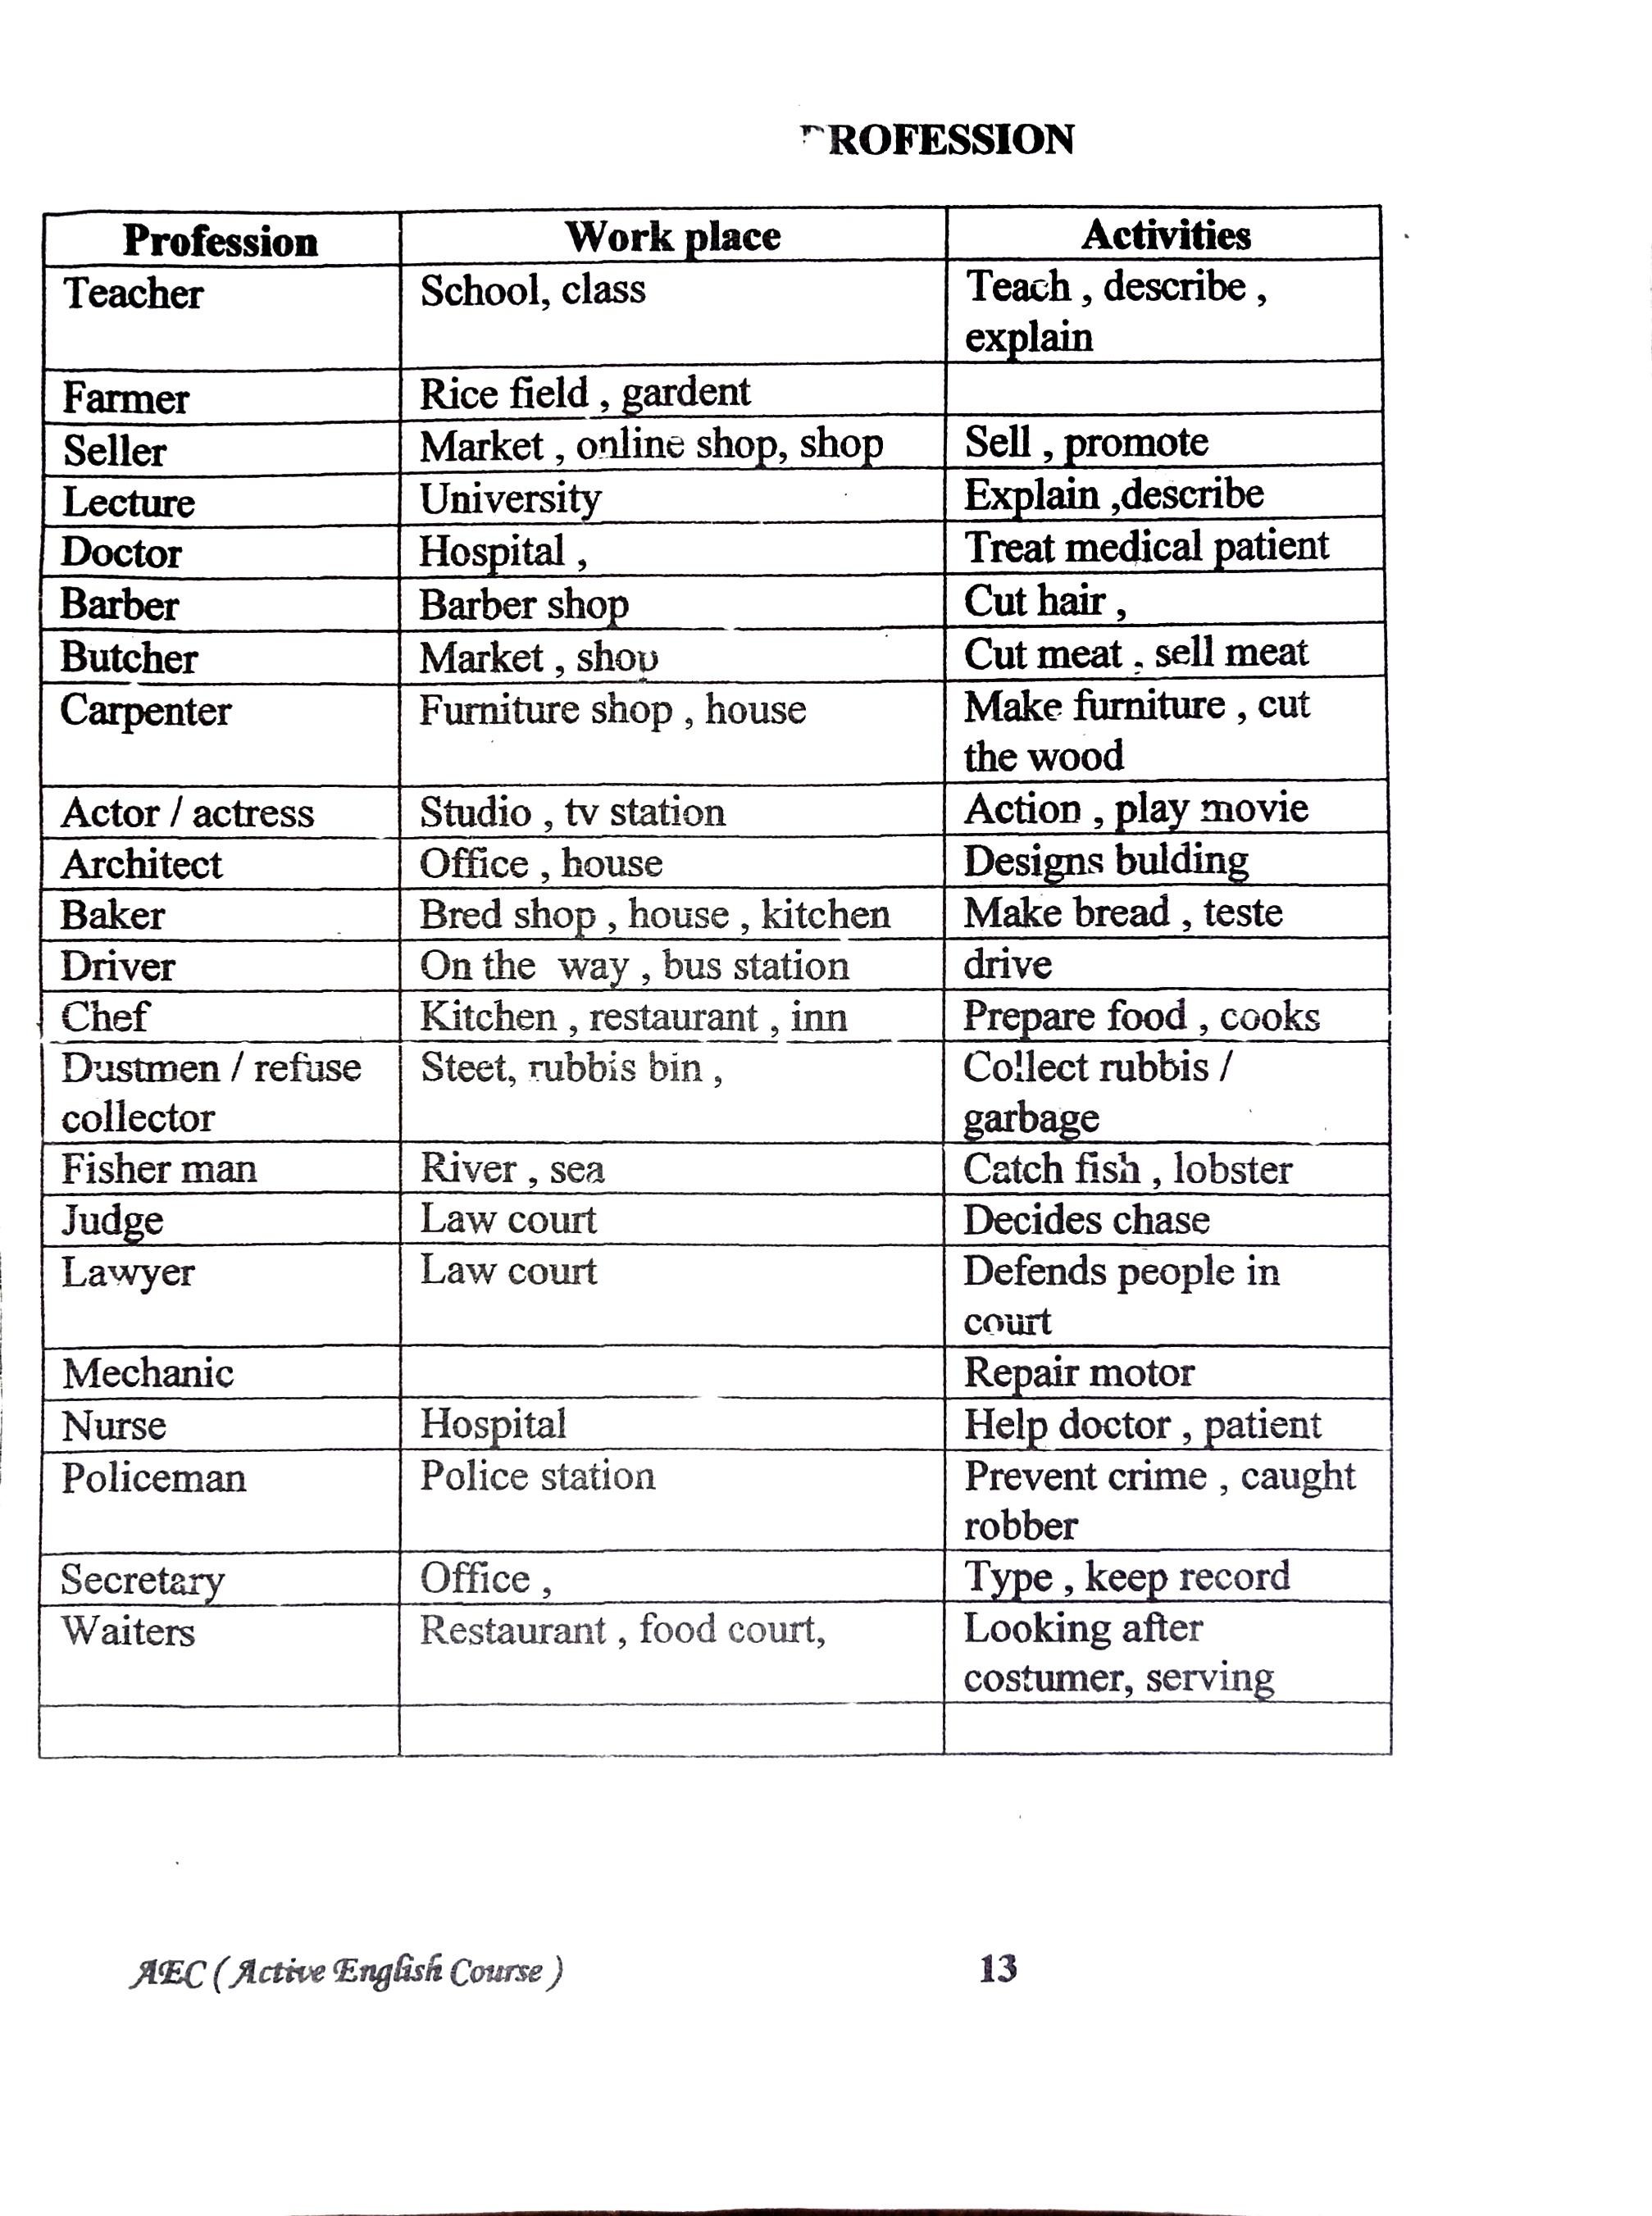 PROFESSION
Profession Work place Activities
Teacher School, class Teach , describe ,
explain
Farmer Rice field , gardent
Seller Market , online shop, shop Sell , promote
Lecture University Explain ,describe
Doctor Hospital , Treat medical patient
Barber Barber shop Cut hair ,
Butcher Market , shop Cut meat , sell meat
Carpenter Furniture shop , house Make furniture , cut
the wood
Actor / actress Studio , tv station Action , play movie
Architect Office , house Designs bulding
Baker Bred shop , house , kitchen Make bread , teste
Driver On the way , bus station drive
Chef Kitchen , restaurant , inn Prepare food , cooks
Dustmen / refuse Steet, rubbis bin , Collect rubbis /
collector garbage
Fisher man River , sea Catch fish , lobster
Judge Law court Decides chase
Lawyer Law court Defends people in
court
Mechanic Repair motor
Nurse Hospital Help doctor , patient
Policeman Police station Prevent crime , caught
robber
Secretary Office , Type , keep record
Waiters Restaurant , food court, Looking after
costumer, serving
AEC ( Active English Course ) 13